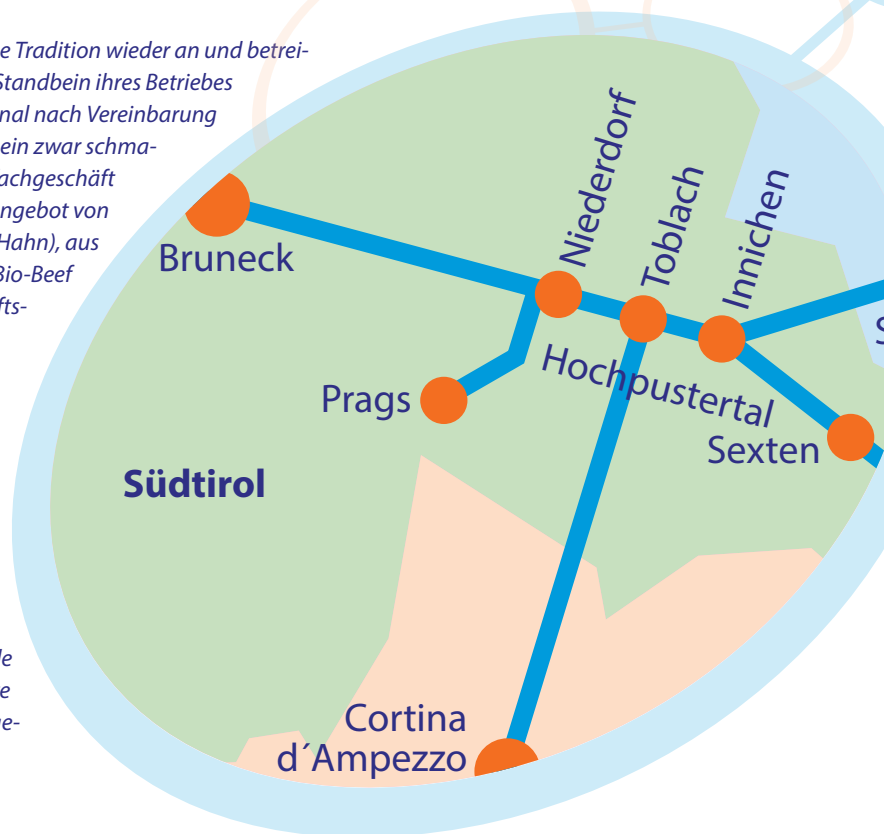 e Tradition wieder an und betrei-
Standbein ihres Betriebes
nal nach Vereinbarung
ein zwar schma-
achgeschäft
ngebot von
Hahn), aus
Bio-Beef
fts-
le
e
e-
Niederdorf
Toblach
Innichen
Bruneck
S
Hochpustertal
Prags
Sexten
Südtirol
Cortina
d´Ampezzo